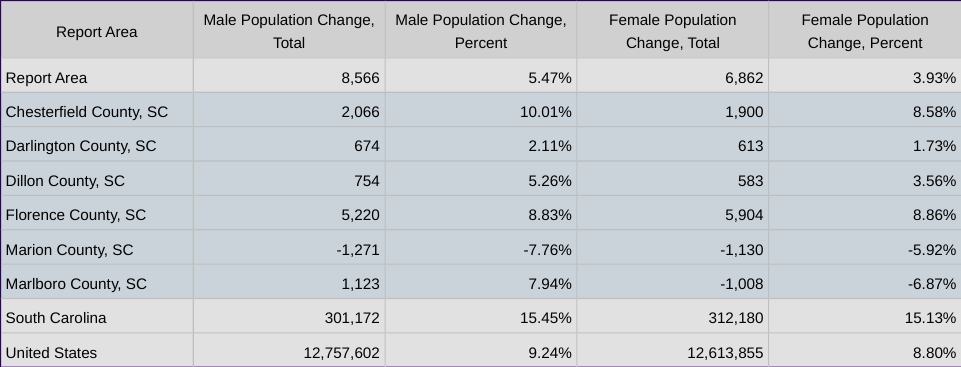 Report Area Male Population Change, Total Male Population Change, Percent Female Population Change, Total Female Population Change, Percent
Report Area 8,566 5.47% 6,862 3.93%
Chesterfield County, SC 2,066 10.01% 1,900 8.58%
Darlington County, SC 674 2.11% 613 1.73%
Dillon County, SC 754 5.26% 583 3.56%
Florence County, SC 5,220 8.83% 5,904 8.86%
Marion County, SC -1,271 -7.76% -1,130 -5.92%
Marlboro County, SC 1,123 7.94% -1,008 -6.87%
South Carolina 301,172 15.45% 312,180 15.13%
United States 12,757,602 9.24% 12,613,855 8.80%